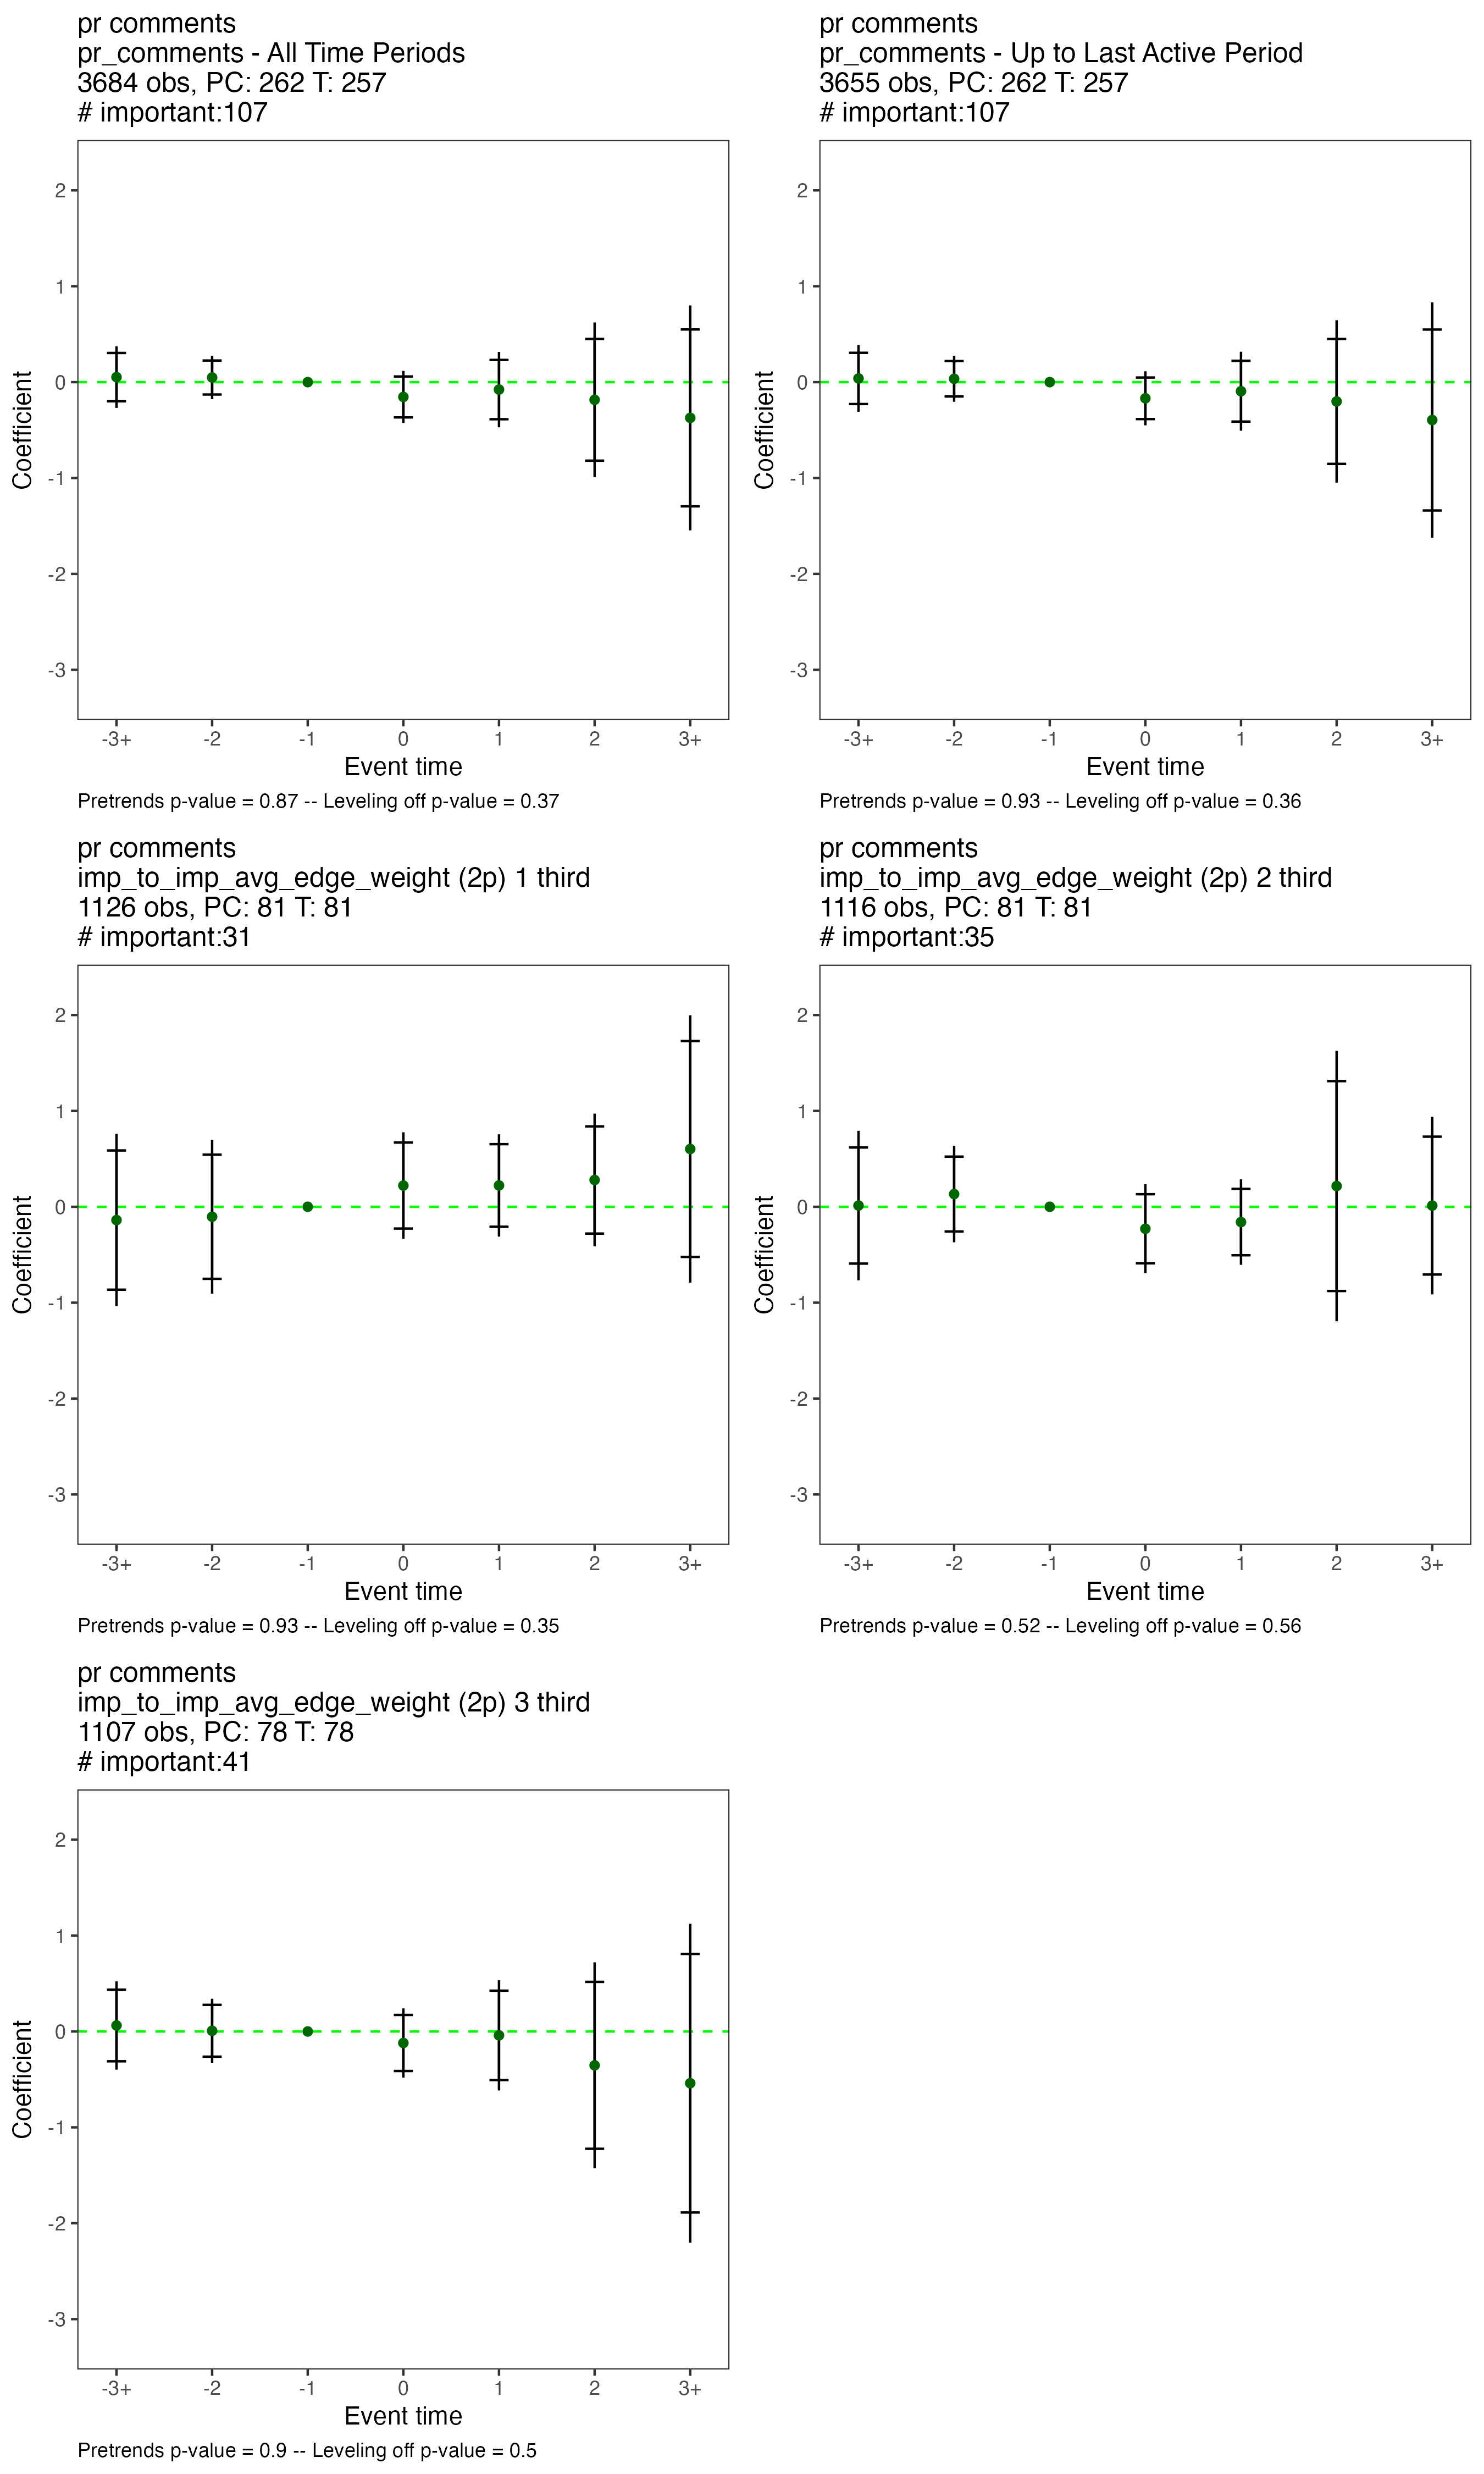 pr comments
pr_comments - All Time Periods
3684 obs, PC: 262 T: 257
# important:107
2
1
0
-1
-2
-3
Coefficient
-3+ -2 -1 0 1 2 3+
Event time
Pretrends p-value = 0.87 -- Leveling off p-value = 0.37
pr comments
pr_comments - Up to Last Active Period
3655 obs, PC: 262 T: 257
# important:107
2
1
0
-1
-2
-3
Coefficient
-3+ -2 -1 0 1 2 3+
Event time
Pretrends p-value = 0.93 -- Leveling off p-value = 0.36
pr comments
imp_to_imp_avg_edge_weight (2p) 1 third
1126 obs, PC: 81 T: 81
# important:31
2
1
0
-1
-2
-3
Coefficient
-3+ -2 -1 0 1 2 3+
Event time
Pretrends p-value = 0.93 -- Leveling off p-value = 0.35
pr comments
imp_to_imp_avg_edge_weight (2p) 2 third
1116 obs, PC: 81 T: 81
# important:35
2
1
0
-1
-2
-3
Coefficient
-3+ -2 -1 0 1 2 3+
Event time
Pretrends p-value = 0.52 -- Leveling off p-value = 0.56
pr comments
imp_to_imp_avg_edge_weight (2p) 3 third
1107 obs, PC: 78 T: 78
# important:41
2
1
0
-1
-2
-3
Coefficient
-3+ -2 -1 0 1 2 3+
Event time
Pretrends p-value = 0.9 -- Leveling off p-value = 0.5